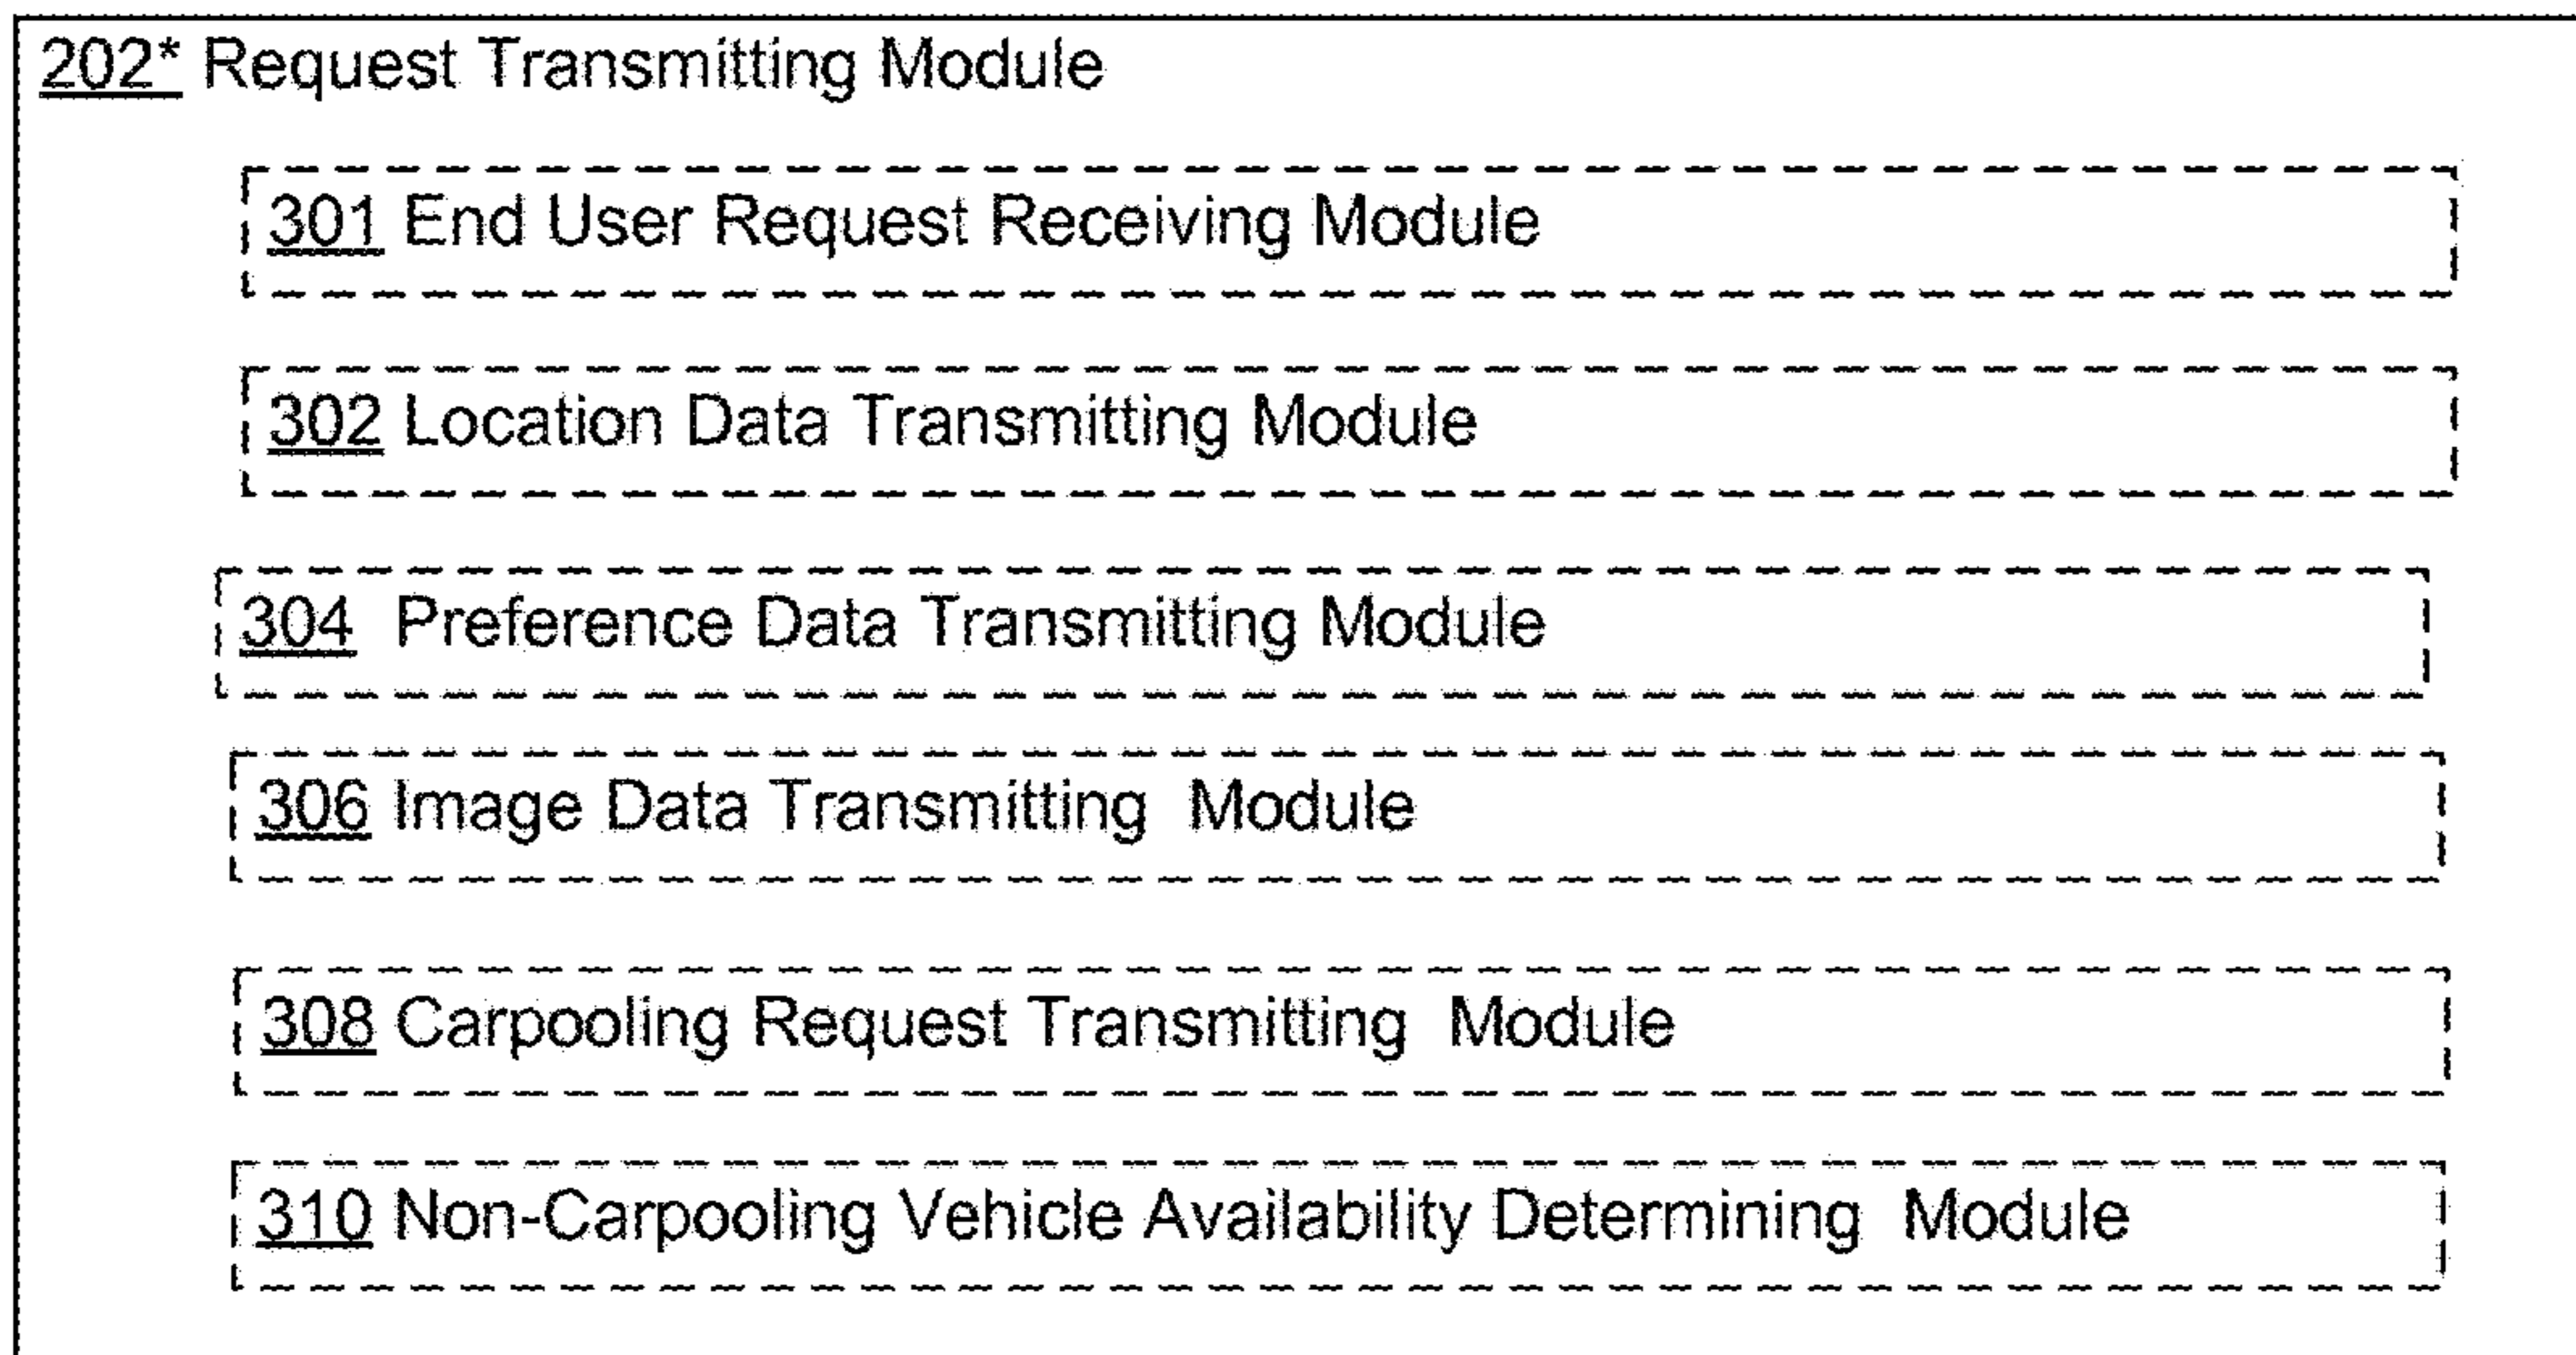 202* Request Transmitting Module
301 End User Request Receiving Module
302 Location Data Transmitting Module
304 Preference Data Transmitting Module
306 Image Data Transmitting Module
308 Carpooling Request Transmitting Module
310 Non-Carpooling Vehicle Availability Determining Module